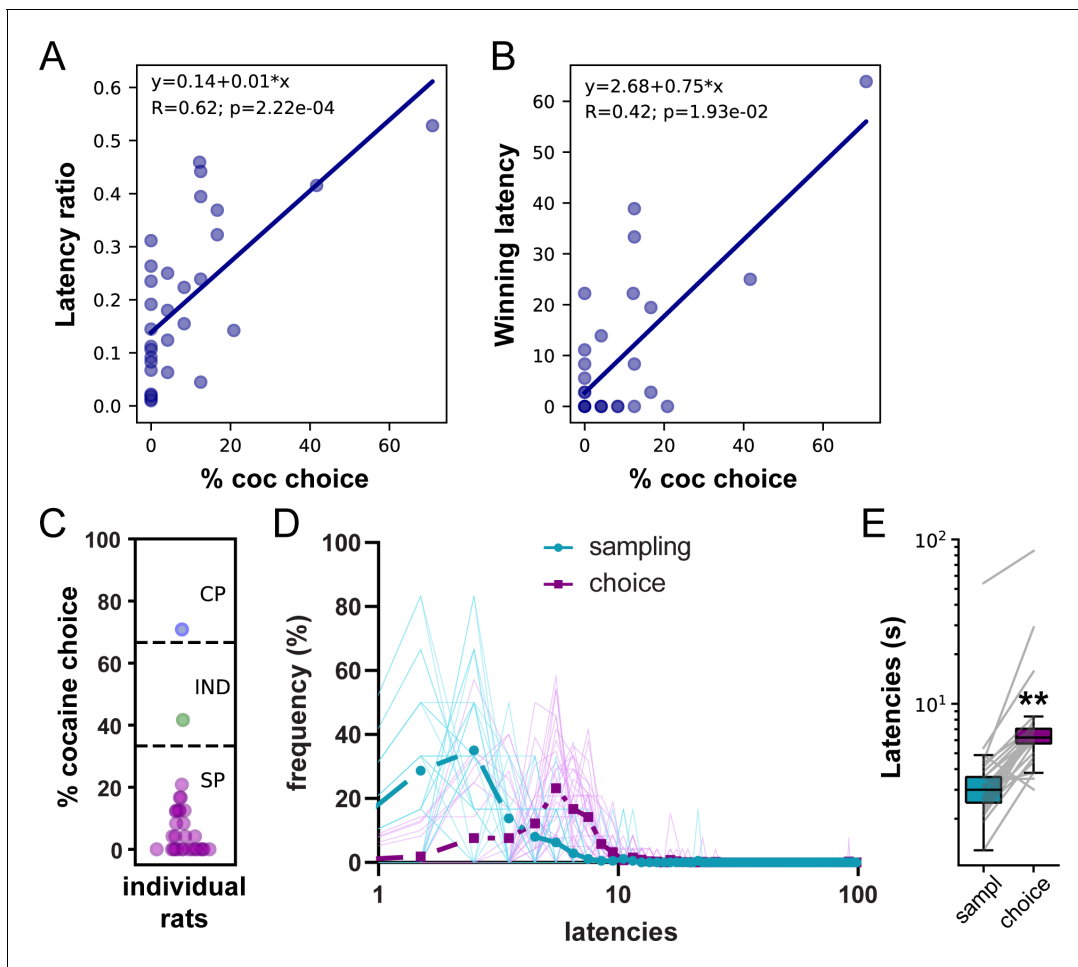 A
y=0.14+0.01*x
R=0.62; p=2.22e-04
Latency ratio
0.6
0.5
0.4
0.3
0.2
0.1
0.0
0
20
40
60
% coc choice
B
y=2.68+0.75*x
R=0.42; p=1.93e-02
Winning latency
60
50
40
30
20
10
0
0
20
40
60
% coc choice
C
% cocaine choice
100
80
60
40
20
0
CP
IND
SP
individual
rats
D
frequency (%)
100
80
60
40
20
0
sampling
choice
1
10
100
latencies
E
Latencies (s)
10²
10¹
**
sampl
choice